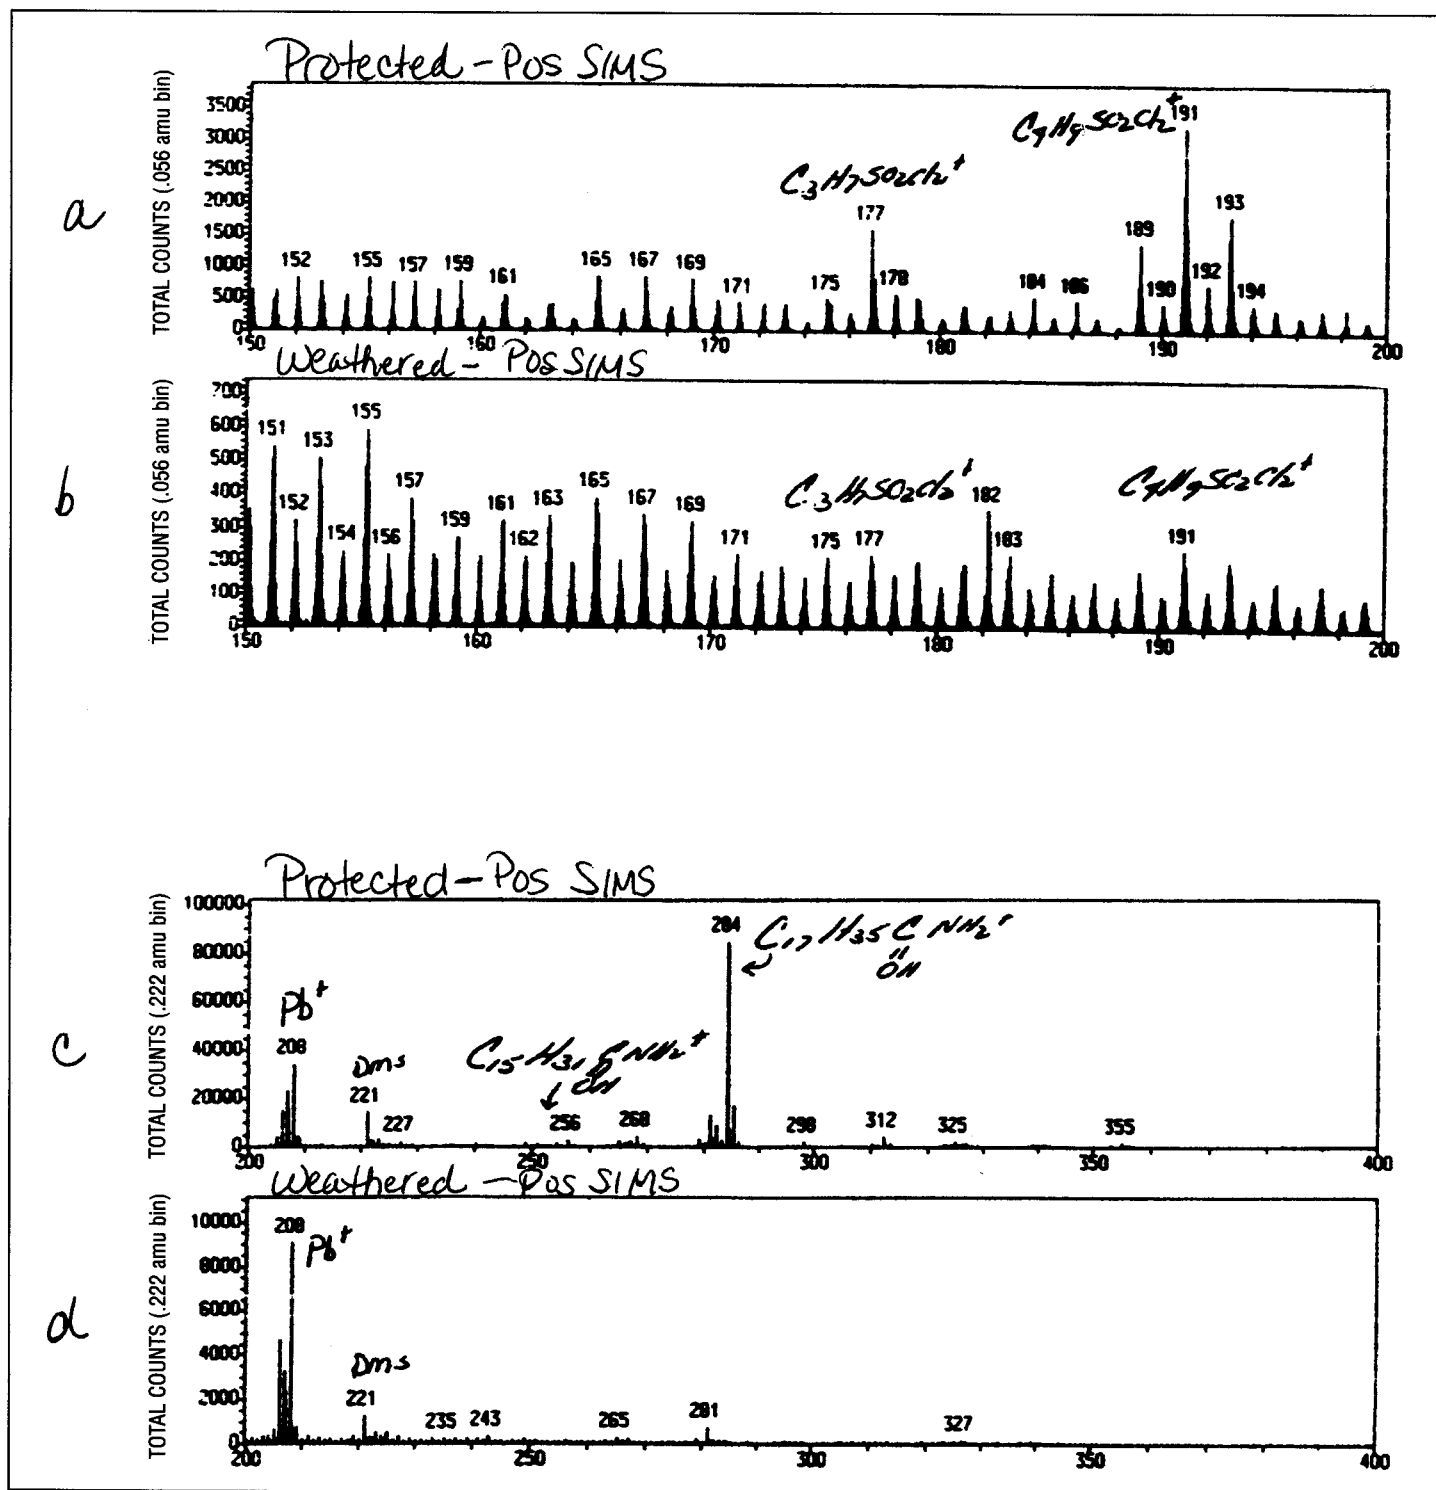 Protected - Pos SIMS
a
TOTAL COUNTS (.056 amu bin)
3500
3000
2500
2000
1500
1000
500
0
152 155 157 159 161 165 167 169 171 175 177 178 184 186 189 190 191 192 193 194
C3H7SO2Cl2+
150 160 170 180 190 200
Weathered - Pos SIMS
b
TOTAL COUNTS (.056 amu bin)
700
600
500
400
300
200
100
0
151 152 153 154 155 156 157 159 161 162 163 165 167 169 171 175 177 182 183 191
C3H7SO2Cl2+
150 160 170 180 190 200
Protected - Pos SIMS
c
TOTAL COUNTS (.222 amu bin)
100000
80000
60000
40000
20000
0
Pb+
208
Dms
221 227
C15H31CNH2+
OH
256 268
284
C17H35CNH2+
OH
298 312 325 355
200 250 300 350 400
Weathered - Pos SIMS
d
TOTAL COUNTS (.222 amu bin)
10000
8000
6000
4000
2000
0
208
Pb+
Dms
221 235 243 265 281 327
200 250 300 350 400